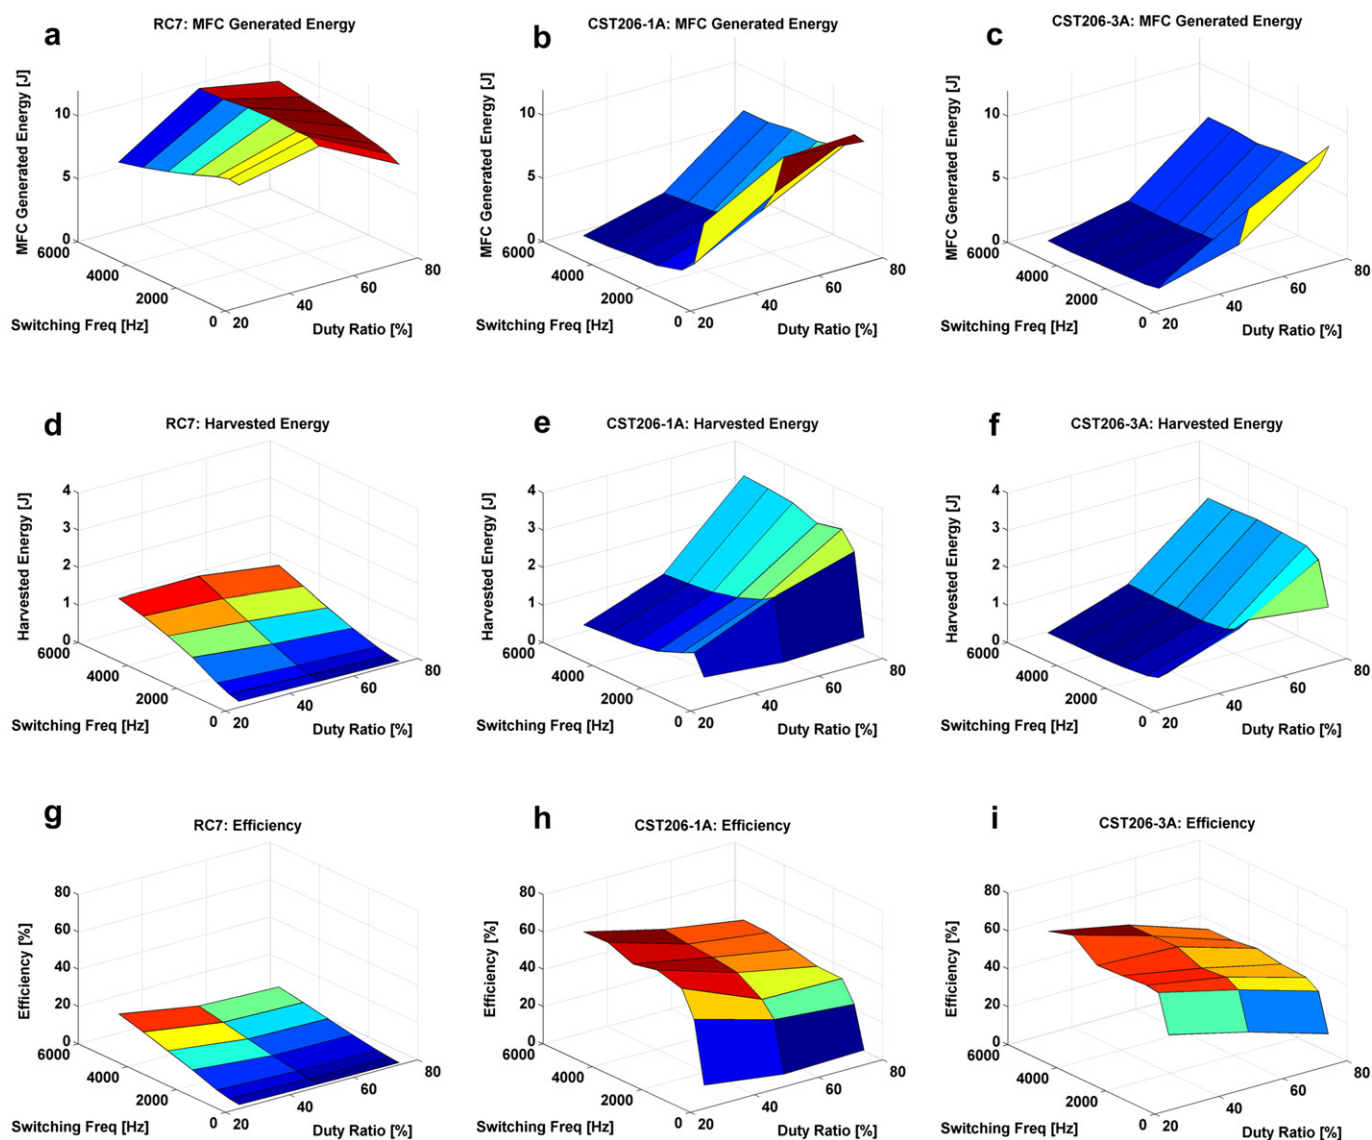 a
RC7: MFC Generated Energy
MFC Generated Energy [J]
10
5
0
6000
4000
2000
0
20
40
60
80
Switching Freq [Hz]
Duty Ratio [%]
b
CST206-1A: MFC Generated Energy
MFC Generated Energy [J]
10
5
0
6000
4000
2000
0
20
40
60
80
Switching Freq [Hz]
Duty Ratio [%]
c
CST206-3A: MFC Generated Energy
MFC Generated Energy [J]
10
5
0
6000
4000
2000
0
20
40
60
80
Switching Freq [Hz]
Duty Ratio [%]
d
RC7: Harvested Energy
Harvested Energy [J]
4
3
2
1
0
6000
4000
2000
0
20
40
60
80
Switching Freq [Hz]
Duty Ratio [%]
e
CST206-1A: Harvested Energy
Harvested Energy [J]
4
3
2
1
0
6000
4000
2000
0
20
40
60
80
Switching Freq [Hz]
Duty Ratio [%]
f
CST206-3A: Harvested Energy
Harvested Energy [J]
4
3
2
1
0
6000
4000
2000
0
20
40
60
80
Switching Freq [Hz]
Duty Ratio [%]
g
RC7: Efficiency
Efficiency [%]
80
60
40
20
0
6000
4000
2000
0
20
40
60
80
Switching Freq [Hz]
Duty Ratio [%]
h
CST206-1A: Efficiency
Efficiency [%]
80
60
40
20
0
6000
4000
2000
0
20
40
60
80
Switching Freq [Hz]
Duty Ratio [%]
i
CST206-3A: Efficiency
Efficiency [%]
80
60
40
20
0
6000
4000
2000
0
20
40
60
80
Switching Freq [Hz]
Duty Ratio [%]